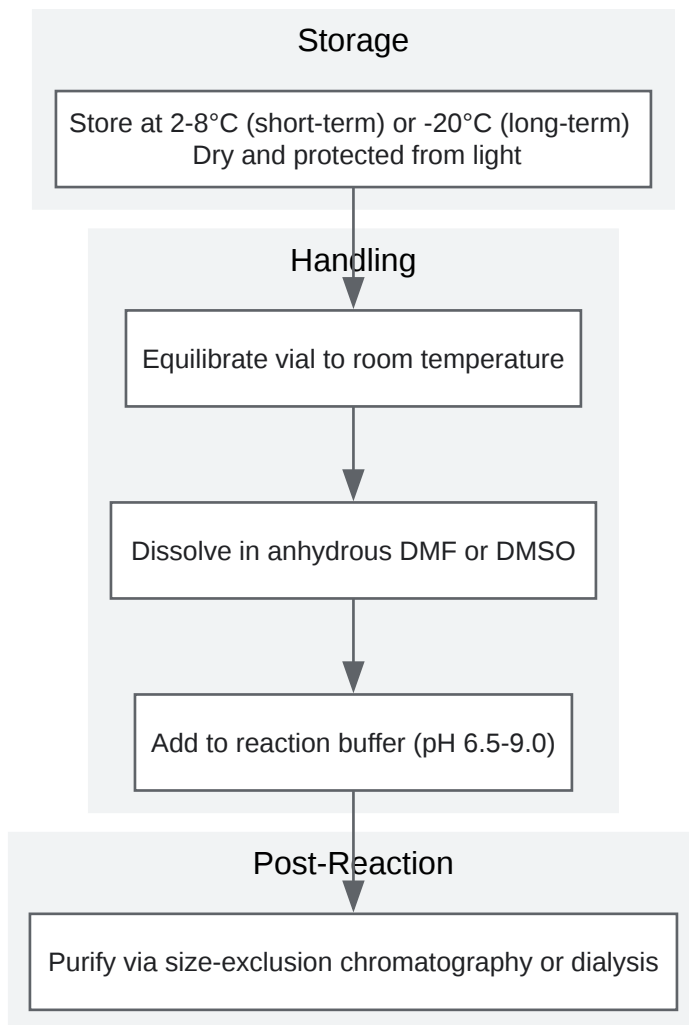 Storage
Store at 2-8°C (short-term) or -20°C (long-term)
Dry and protected from light
Handling
Equilibrate vial to room temperature
Dissolve in anhydrous DMF or DMSO
Add to reaction buffer (pH 6.5-9.0)
Post-Reaction
Purify via size-exclusion chromatography or dialysis